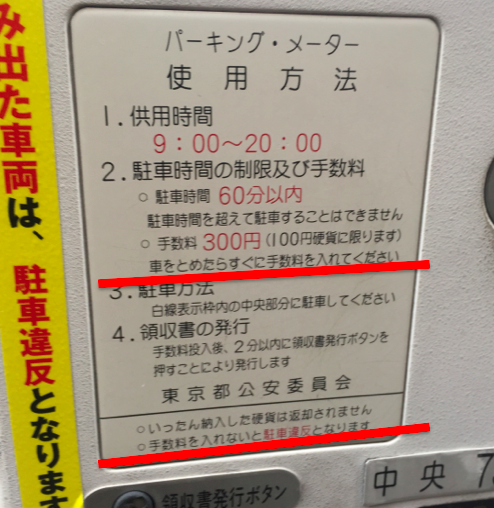 み出た車両は、駐車違反となります
パーキング・メーター
使用方法
1.供用時間
9:00～20:00
2.駐車時間の制限及び手数料
○駐車時間 60分以内
駐車時間を超えて駐車することはできません
○手数料 300円(100円硬貨に限ります)
車をとめたらすぐに手数料を入れてください
3.駐車方法
白線表示枠内の中央部分に駐車してください
4.領収書の発行
手数料投入後、2分以内に領収書発行ボタンを
押すことにより発行します
東京都公安委員会
○いったん納入した硬貨は返却されません
○手数料を入れないと駐車違反となります
領収書発行ボタン
中央 7